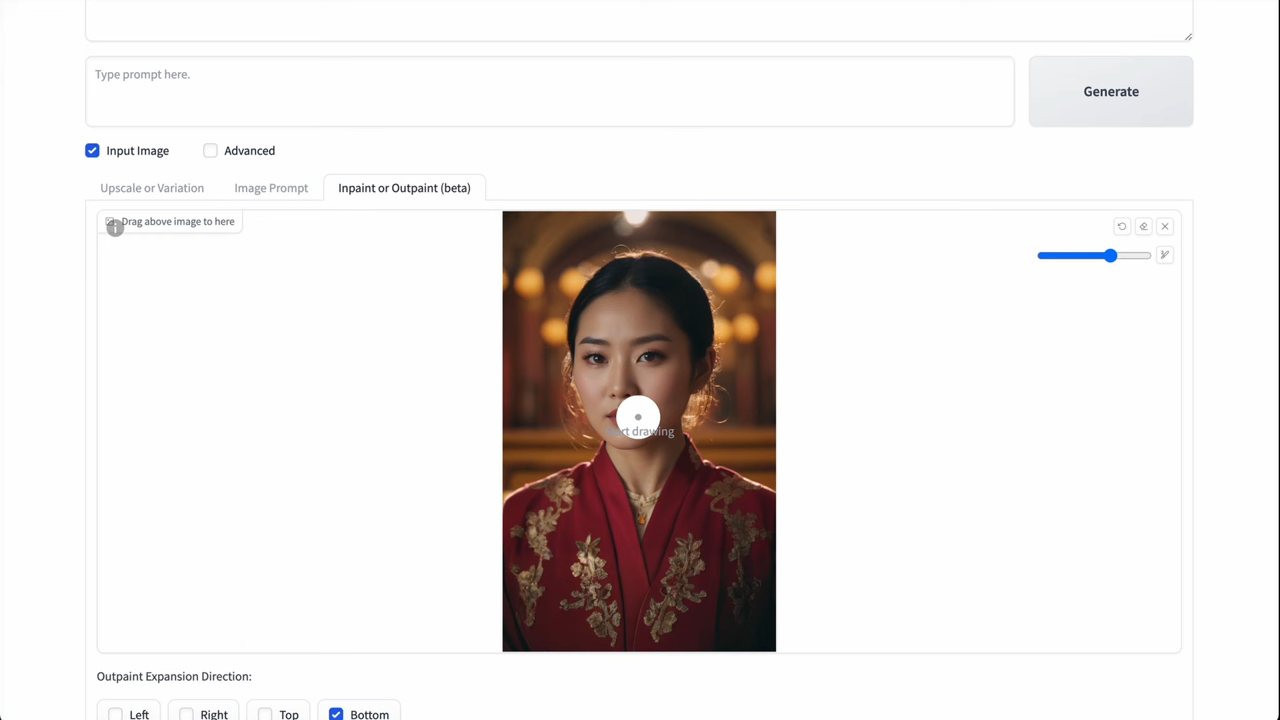 Type prompt here.
Generate
Input Image
Advanced
Upscale or Variation
Image Prompt
Inpaint or Outpaint (beta)
Drag above image to here
drawing
Outpaint Expansion Direction:
Left
Right
Top
Bottom